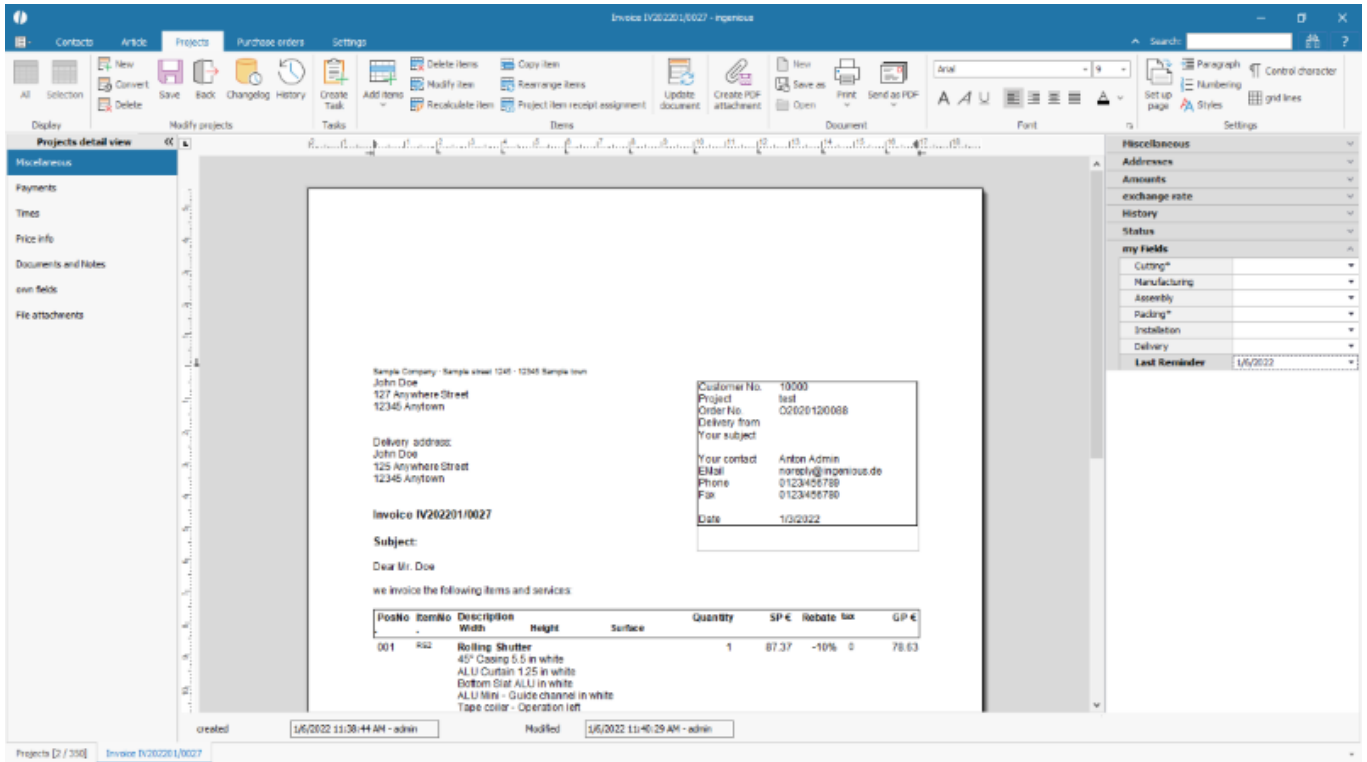 Invoice IV202201/0027 - ingenious
Contacts Article Projects Purchase orders Settings Search: ?
All Selection New Convert Delete Save Back Changelog History Create Task Add items Delete items Modify item Recalculate item Copy item Rearrange items Project item receipt assignment Update document Create PDF attachment New Save as Open Print Send as PDF Arial 9 A A U A Set up page Paragraph Numbering Styles Control character grid lines
Display Modify projects Tasks Items Document Font Settings
Projects detail view
Miscellaneous
Payments
Times
Price info
Documents and Notes
own fields
File attachments
Sample Company - Sample street 1245 - 12345 Sample town
John Doe
127 Anywhere Street
12345 Anytown
Delivery address:
John Doe
125 Anywhere Street
12345 Anytown
Invoice IV202201/0027
Subject:
Dear Mr. Doe
we invoice the following items and services:
Customer No. 10000
Project test
Order No. O202012/0088
Delivery from
Your subject
Your contact Anton Admin
EMail noreply@ingenious.de
Phone 0123/456789
Fax 0123/456780
Date 1/3/2022
PosNo ItemNo Description Quantity SP € Rebate tax GP €
Width Height Surface
001 RS2 Rolling Shutter 1 87.37 -10% 0 78.63
45° Casing 5.5 in white
ALU Curtain 1.25 in white
Bottom Slat ALU in white
ALU Mini - Guide channel in white
Tape coiler - Operation left
Miscellaneous
Addresses
Amounts
exchange rate
History
Status
my Fields
Cutting*
Manufacturing
Assembly
Packing*
Installation
Delivery
Last Reminder 1/6/2022
created 1/6/2022 11:38:44 AM - admin Modified 1/6/2022 11:40:29 AM - admin
Projects [2 / 350] Invoice IV202201/0027